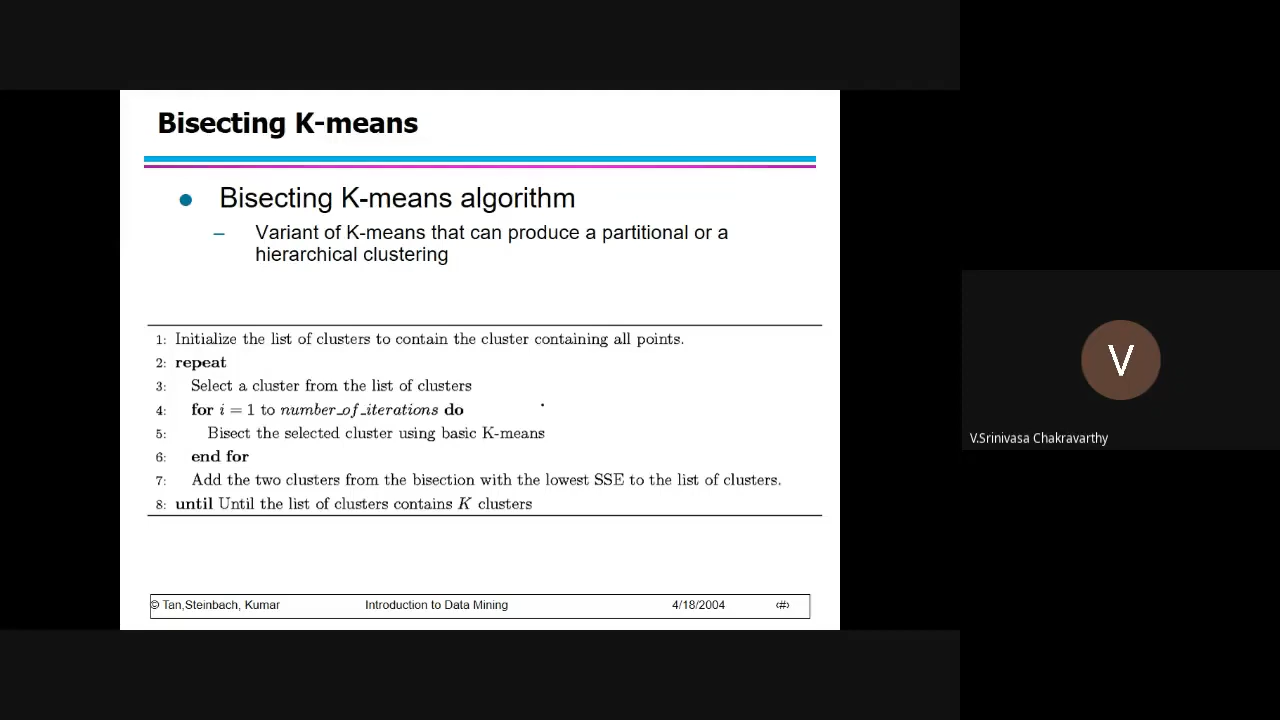 Bisecting K-means
● Bisecting K-means algorithm
– Variant of K-means that can produce a partitional or a
hierarchical clustering
1: Initialize the list of clusters to contain the cluster containing all points.
2: repeat
3: Select a cluster from the list of clusters
4: for i = 1 to number_of_iterations do
5: Bisect the selected cluster using basic K-means
6: end for
7: Add the two clusters from the bisection with the lowest SSE to the list of clusters.
8: until Until the list of clusters contains K clusters
© Tan,Steinbach, Kumar Introduction to Data Mining 4/18/2004 ‹#›
V
V.Srinivasa Chakravarthy